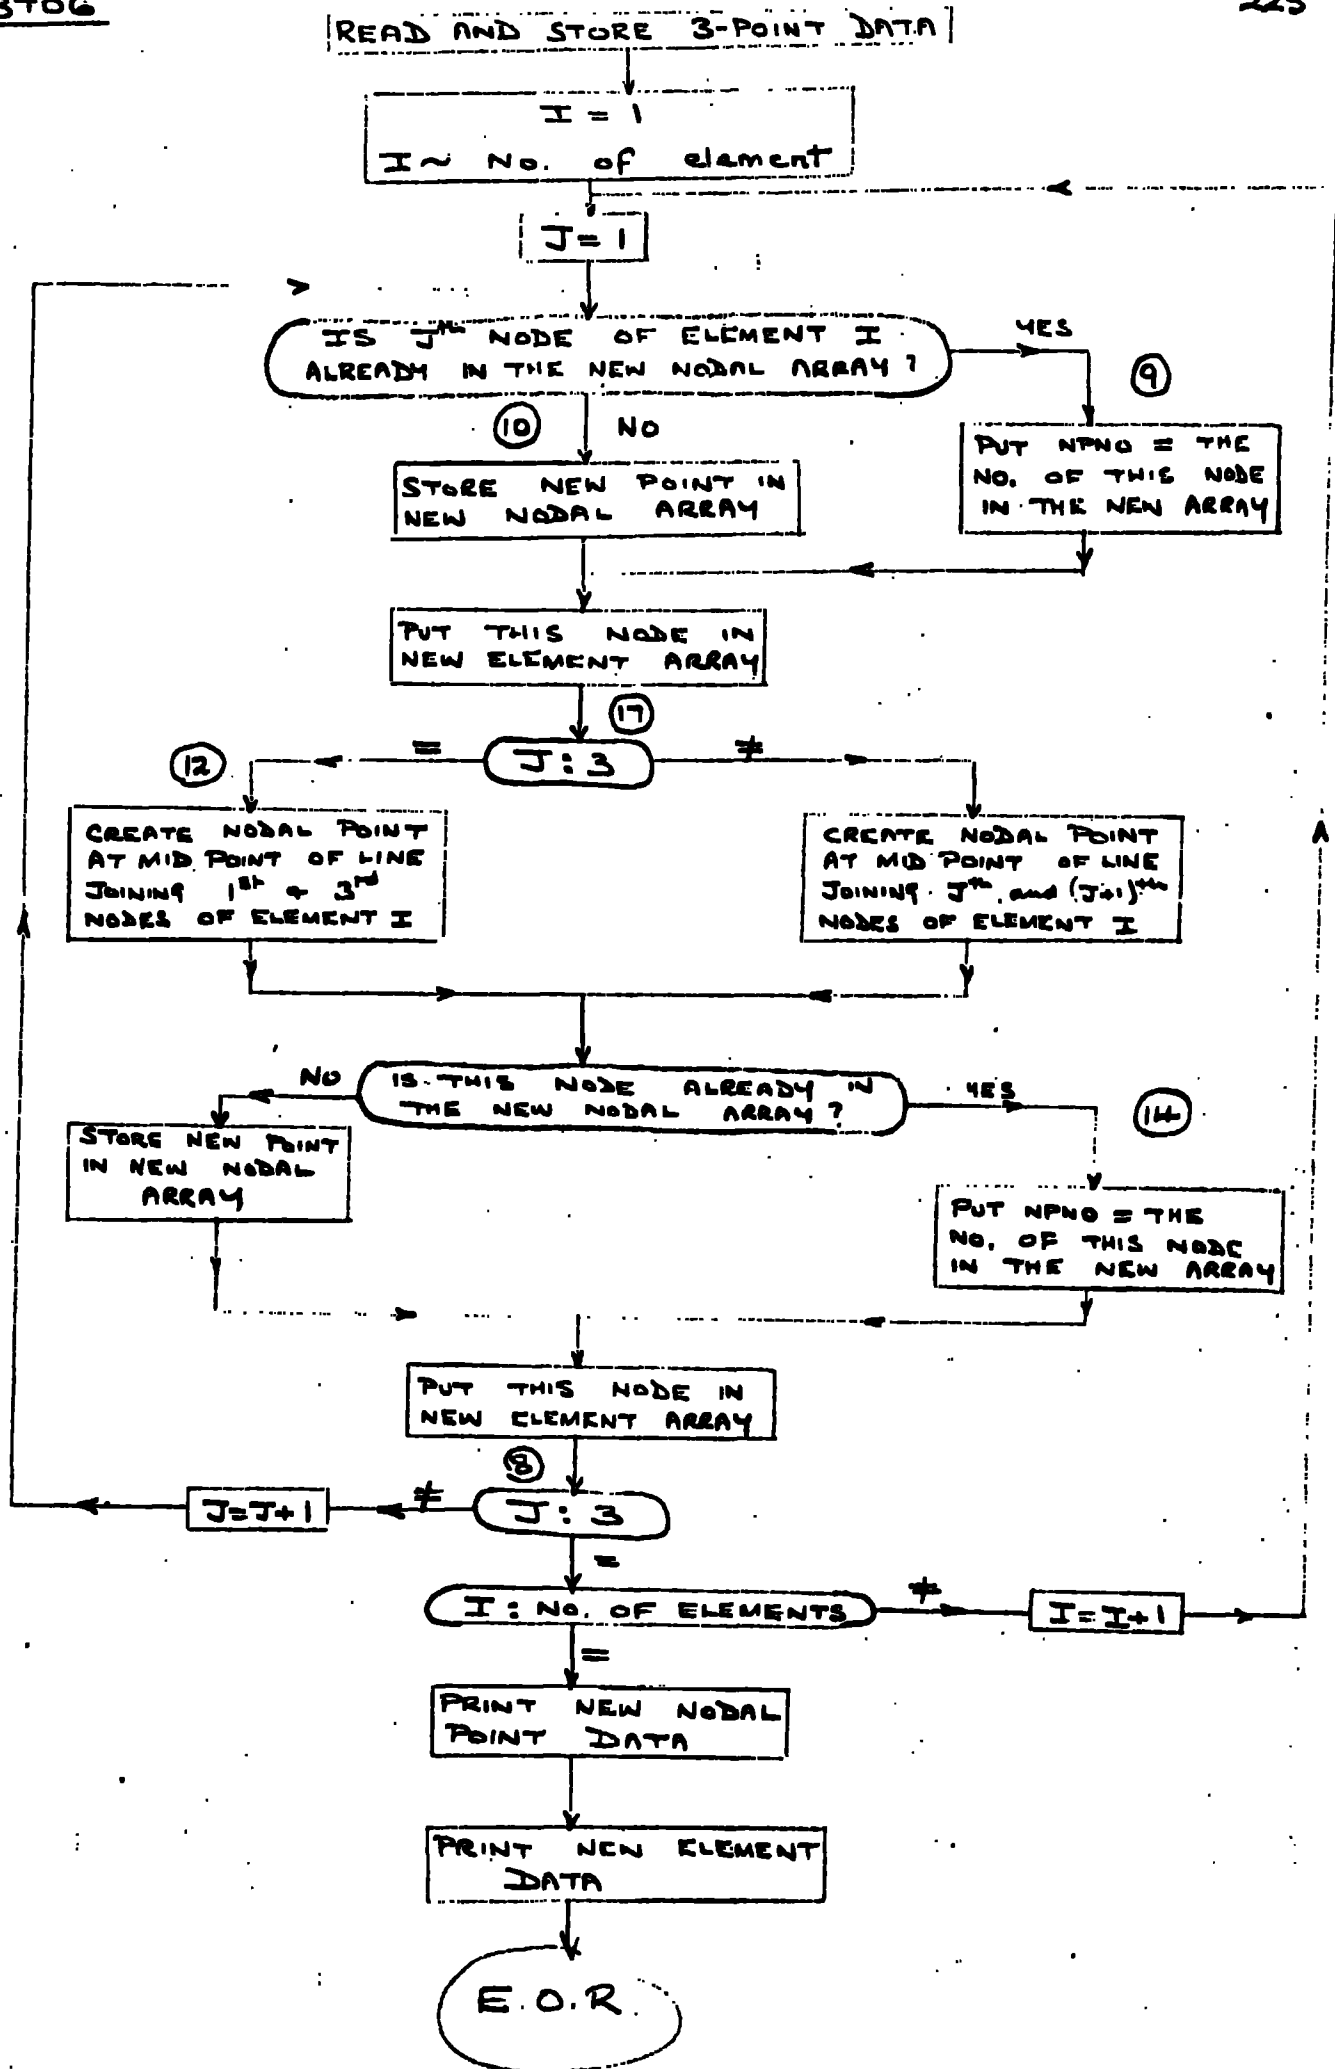 3TO6
225
READ AND STORE 3-POINT DATA
I = 1
I ~ No. of element
J = 1
IS Jth NODE OF ELEMENT I
ALREADY IN THE NEW NODAL ARRAY?
YES
9
10
NO
PUT NPNO = THE
NO. OF THIS NODE
IN THE NEW ARRAY
STORE NEW POINT IN
NEW NODAL ARRAY
PUT THIS NODE IN
NEW ELEMENT ARRAY
17
12
=
J : 3
≠
CREATE NODAL POINT
AT MID POINT OF LINE
JOINING 1st & 3rd
NODES OF ELEMENT I
CREATE NODAL POINT
AT MID POINT OF LINE
JOINING Jth and (J+1)th
NODES OF ELEMENT I
NO
IS THIS NODE ALREADY IN
THE NEW NODAL ARRAY?
YES
14
STORE NEW POINT
IN NEW NODAL
ARRAY
PUT NPNO = THE
NO. OF THIS NODE
IN THE NEW ARRAY
PUT THIS NODE IN
NEW ELEMENT ARRAY
8
J=J+1
≠
J : 3
=
I : NO. OF ELEMENTS
≠
I=I+1
=
PRINT NEW NODAL
POINT DATA
PRINT NEW ELEMENT
DATA
E.O.R.